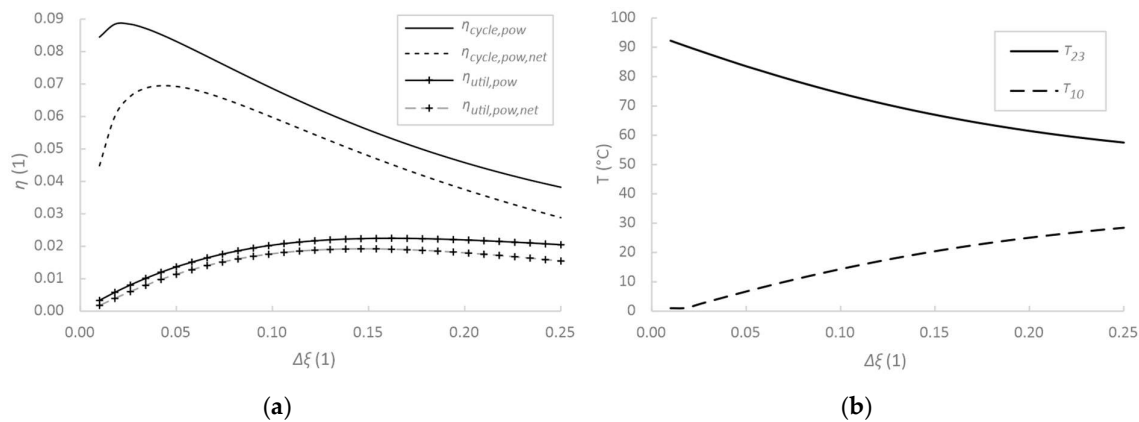 0.09
0.08
0.07
0.06
0.05
0.04
0.03
0.02
0.01
0.00
η (1)
0.00 0.05 0.10 0.15 0.20 0.25
Δξ (1)
η_cycle,pow
η_cycle,pow,net
η_util,pow
η_util,pow,net
(a)
100
90
80
70
60
50
40
30
20
10
0
T (°C)
0.00 0.05 0.10 0.15 0.20 0.25
Δξ (1)
T_23
T_10
(b)